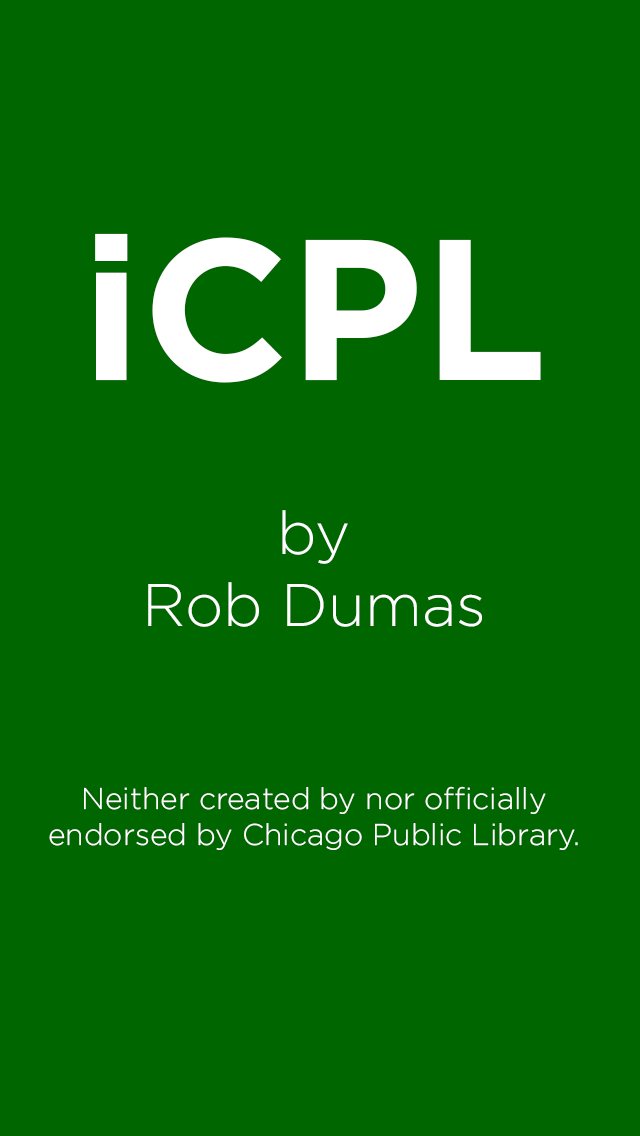 iCPL
by
Rob Dumas
Neither created by nor officially
endorsed by Chicago Public Library.